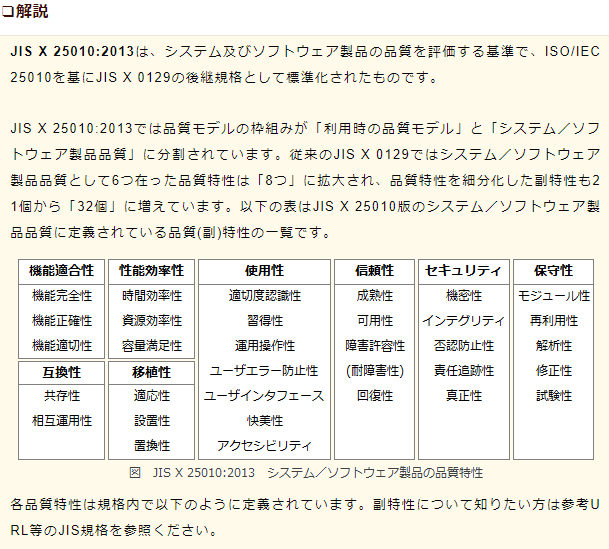 ❏解説
JIS X 25010:2013は、システム及びソフトウェア製品の品質を評価する基準で、ISO/IEC
25010を基にJIS X 0129の後継規格として標準化されたものです。
JIS X 25010:2013では品質モデルの枠組みが「利用時の品質モデル」と「システム／ソフ
トウェア製品品質」に分割されています。従来のJIS X 0129ではシステム／ソフトウェア
製品品質として6つ在った品質特性は「8つ」に拡大され、品質特性を細分化した副特性も2
1個から「32個」に増えています。以下の表はJIS X 25010版のシステム／ソフトウェア製
品品質に定義されている品質(副)特性の一覧です。
機能適合性
機能完全性
機能正確性
機能適切性
互換性
共存性
相互運用性
性能効率性
時間効率性
資源効率性
容量満足性
移植性
適応性
設置性
置換性
使用性
適切度認識性
習得性
運用操作性
ユーザエラー防止性
ユーザインタフェース
快美性
アクセシビリティ
信頼性
成熟性
可用性
障害許容性
(耐障害性)
回復性
セキュリティ
機密性
インテグリティ
否認防止性
責任追跡性
真正性
保守性
モジュール性
再利用性
解析性
修正性
試験性
図　JIS X 25010:2013　システム／ソフトウェア製品の品質特性
各品質特性は規格内で以下のように定義されています。副特性について知りたい方は参考U
RL等のJIS規格を参照ください。